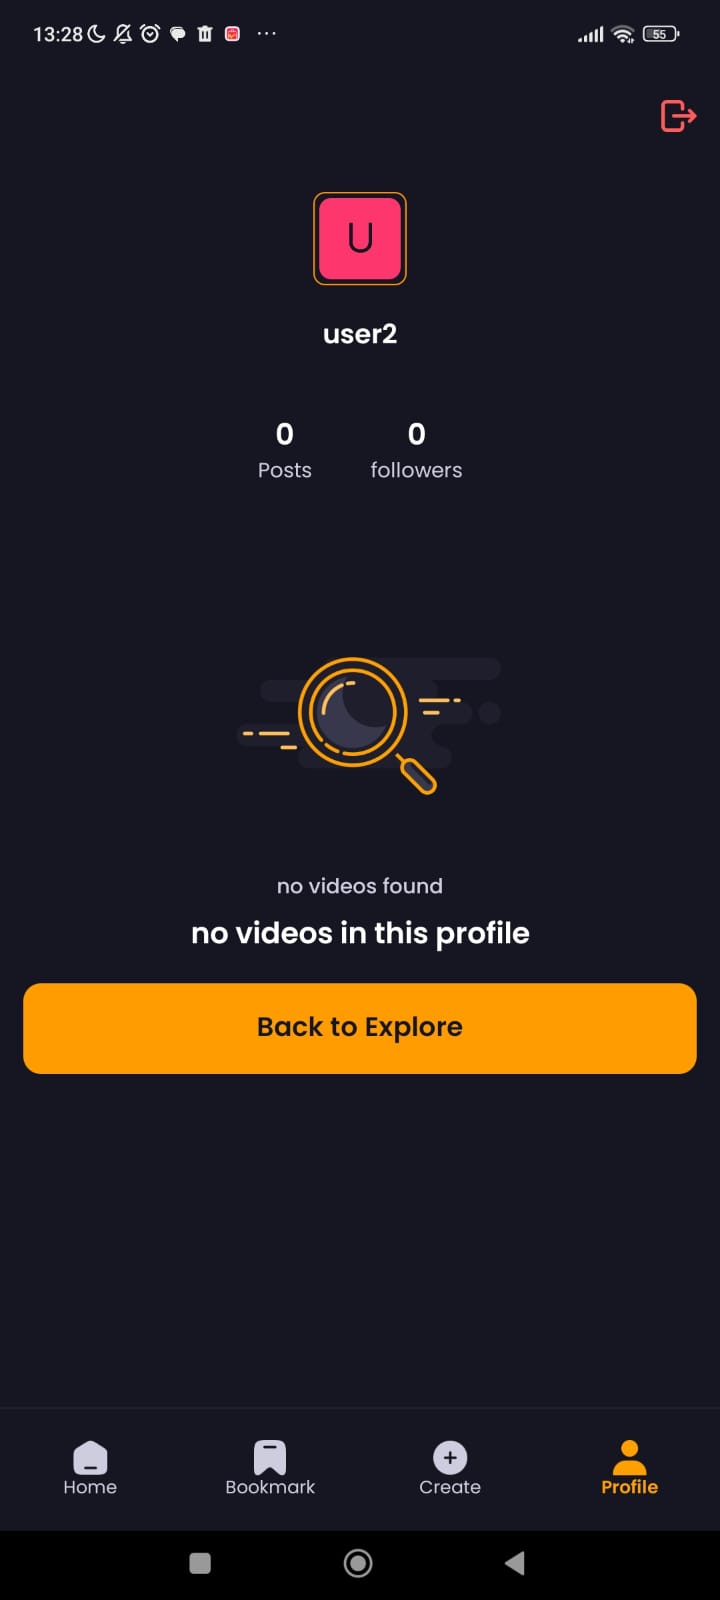 13:28
55
U
user2
0
0
Posts
followers
no videos found
no videos in this profile
Back to Explore
Home
Bookmark
Create
Profile